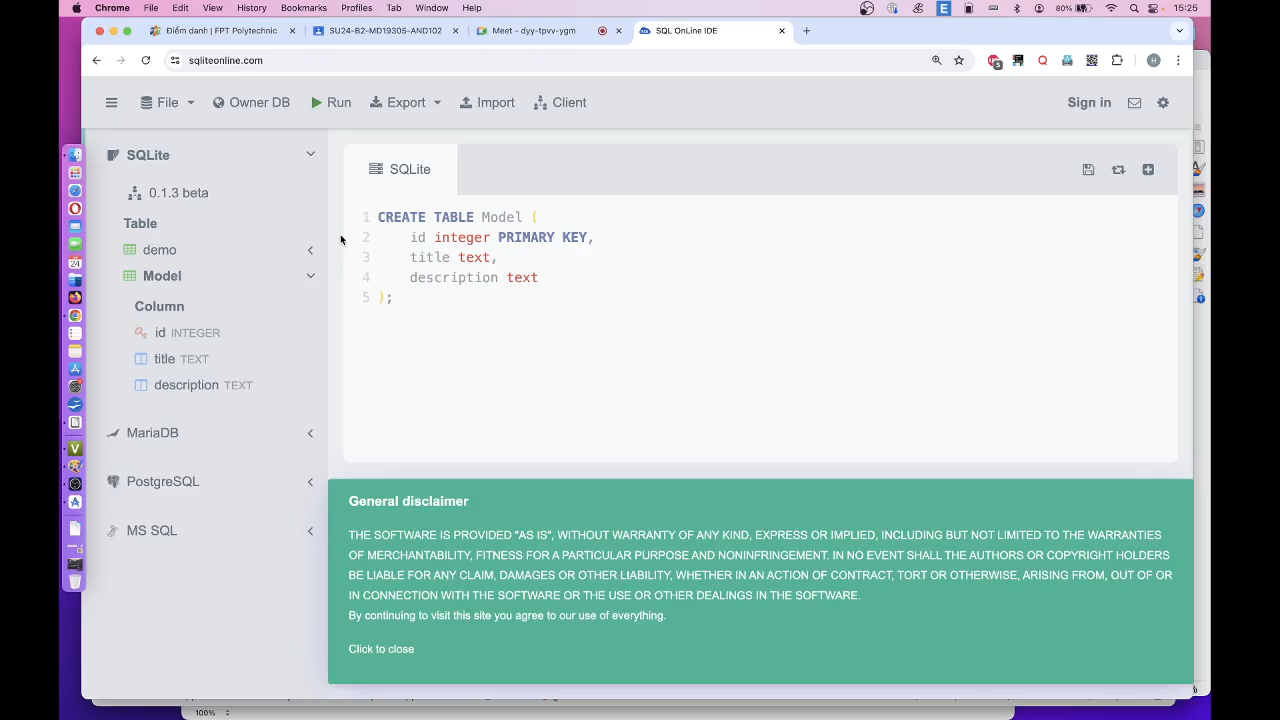 Chrome File Edit View History Bookmarks Profiles Tab Window Help 80% 15:25
Điểm danh | FPT Polytechnic SU24-B2-MD19305-AND102 Meet - dyy-tpvv-ygm SQL OnLine IDE
sqliteonline.com H
File Owner DB Run Export Import Client Sign in
SQLite
0.1.3 beta
Table
demo
Model
Column
id INTEGER
title TEXT
description TEXT
MariaDB
PostgreSQL
MS SQL
SQLite
1 CREATE TABLE Model (
2 id integer PRIMARY KEY,
3 title text,
4 description text
5 );
General disclaimer
THE SOFTWARE IS PROVIDED "AS IS", WITHOUT WARRANTY OF ANY KIND, EXPRESS OR IMPLIED, INCLUDING BUT NOT LIMITED TO THE WARRANTIES
OF MERCHANTABILITY, FITNESS FOR A PARTICULAR PURPOSE AND NONINFRINGEMENT. IN NO EVENT SHALL THE AUTHORS OR COPYRIGHT HOLDERS
BE LIABLE FOR ANY CLAIM, DAMAGES OR OTHER LIABILITY, WHETHER IN AN ACTION OF CONTRACT, TORT OR OTHERWISE, ARISING FROM, OUT OF OR
IN CONNECTION WITH THE SOFTWARE OR THE USE OR OTHER DEALINGS IN THE SOFTWARE.
By continuing to visit this site you agree to our use of everything.
Click to close
100%